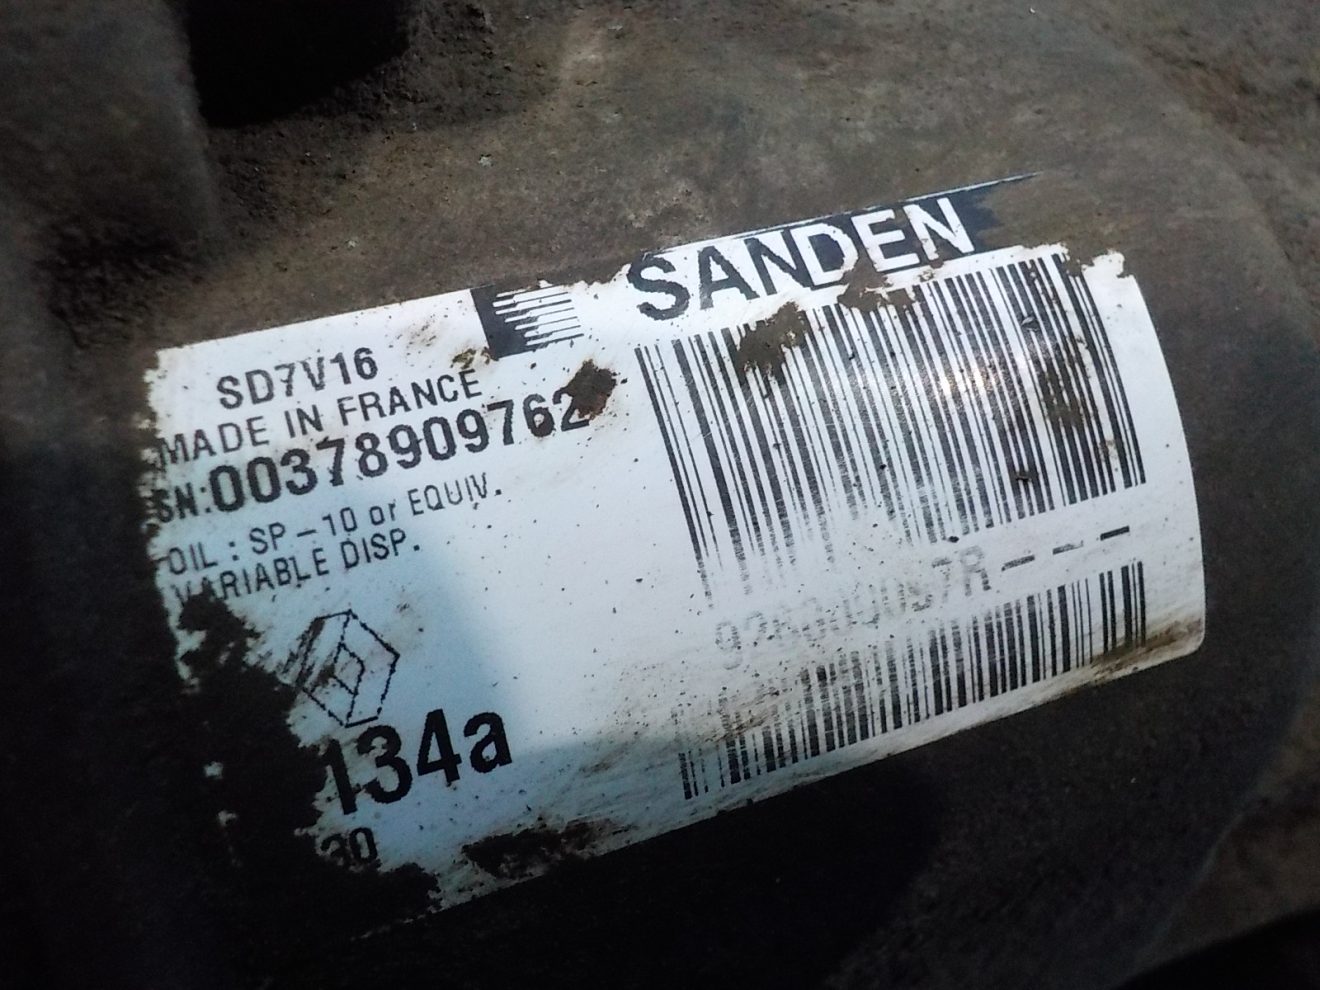 SANDEN
SD7V16
MADE IN FRANCE
SN:00378909762
OIL : SP-10 or EQUIV.
VARIABLE DISP.
134a